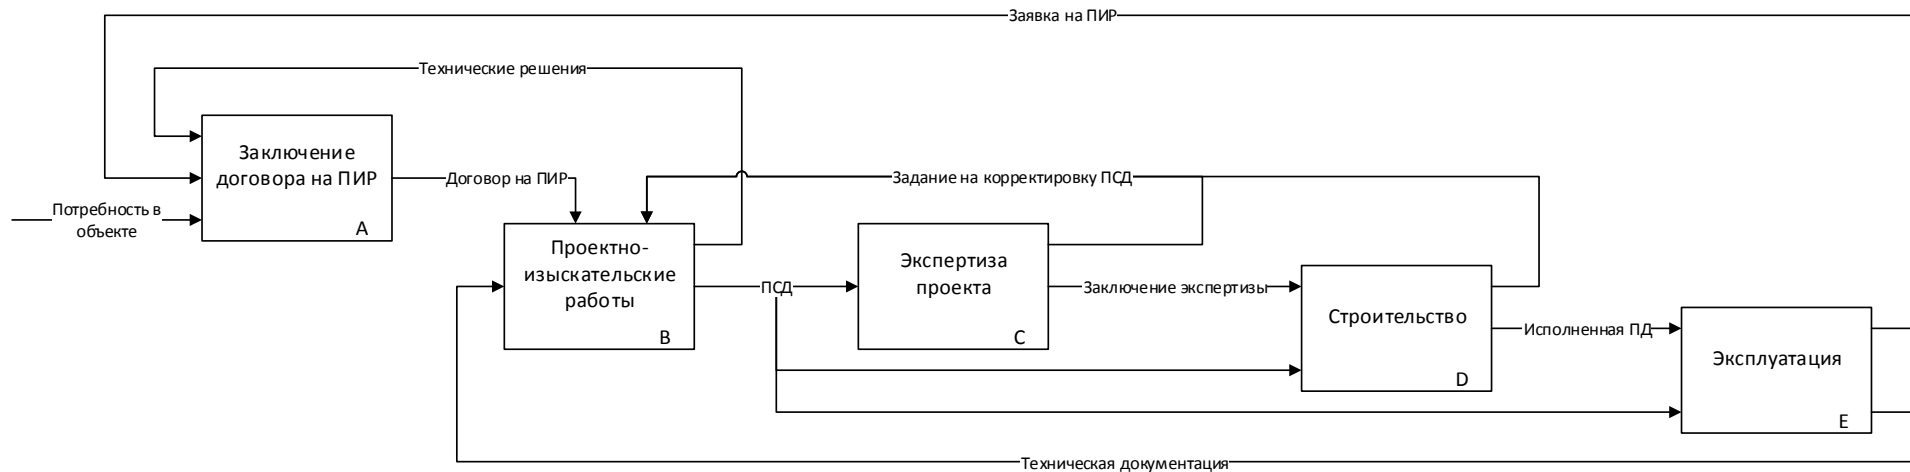 Заявка на ПИР
Технические решения
Заключение
договора на ПИР
A
Договор на ПИР
Задание на корректировку ПСД
Потребность в
объекте
Проектно-
изыскательские
работы
B
ПСД
Экспертиза
проекта
C
Заключение экспертизы
Строительство
D
Исполненная ПД
Эксплуатация
E
Техническая документация